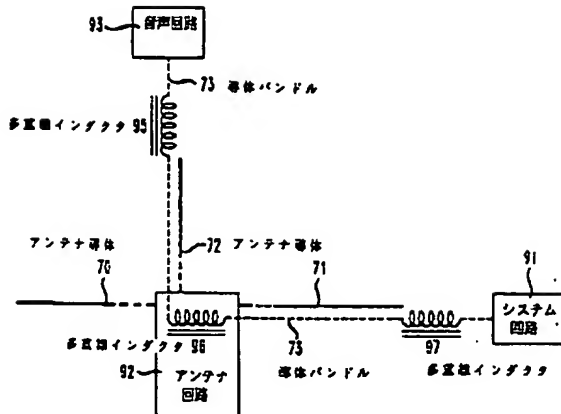 93
音声回路
73 導体バンドル
多重線インダクタ 95
アンテナ導体
70
72
アンテナ導体
71
91
システム
回路
多重線インダクタ 96
73
97
92
アンテナ
回路
導体バンドル
多重線インダクタ